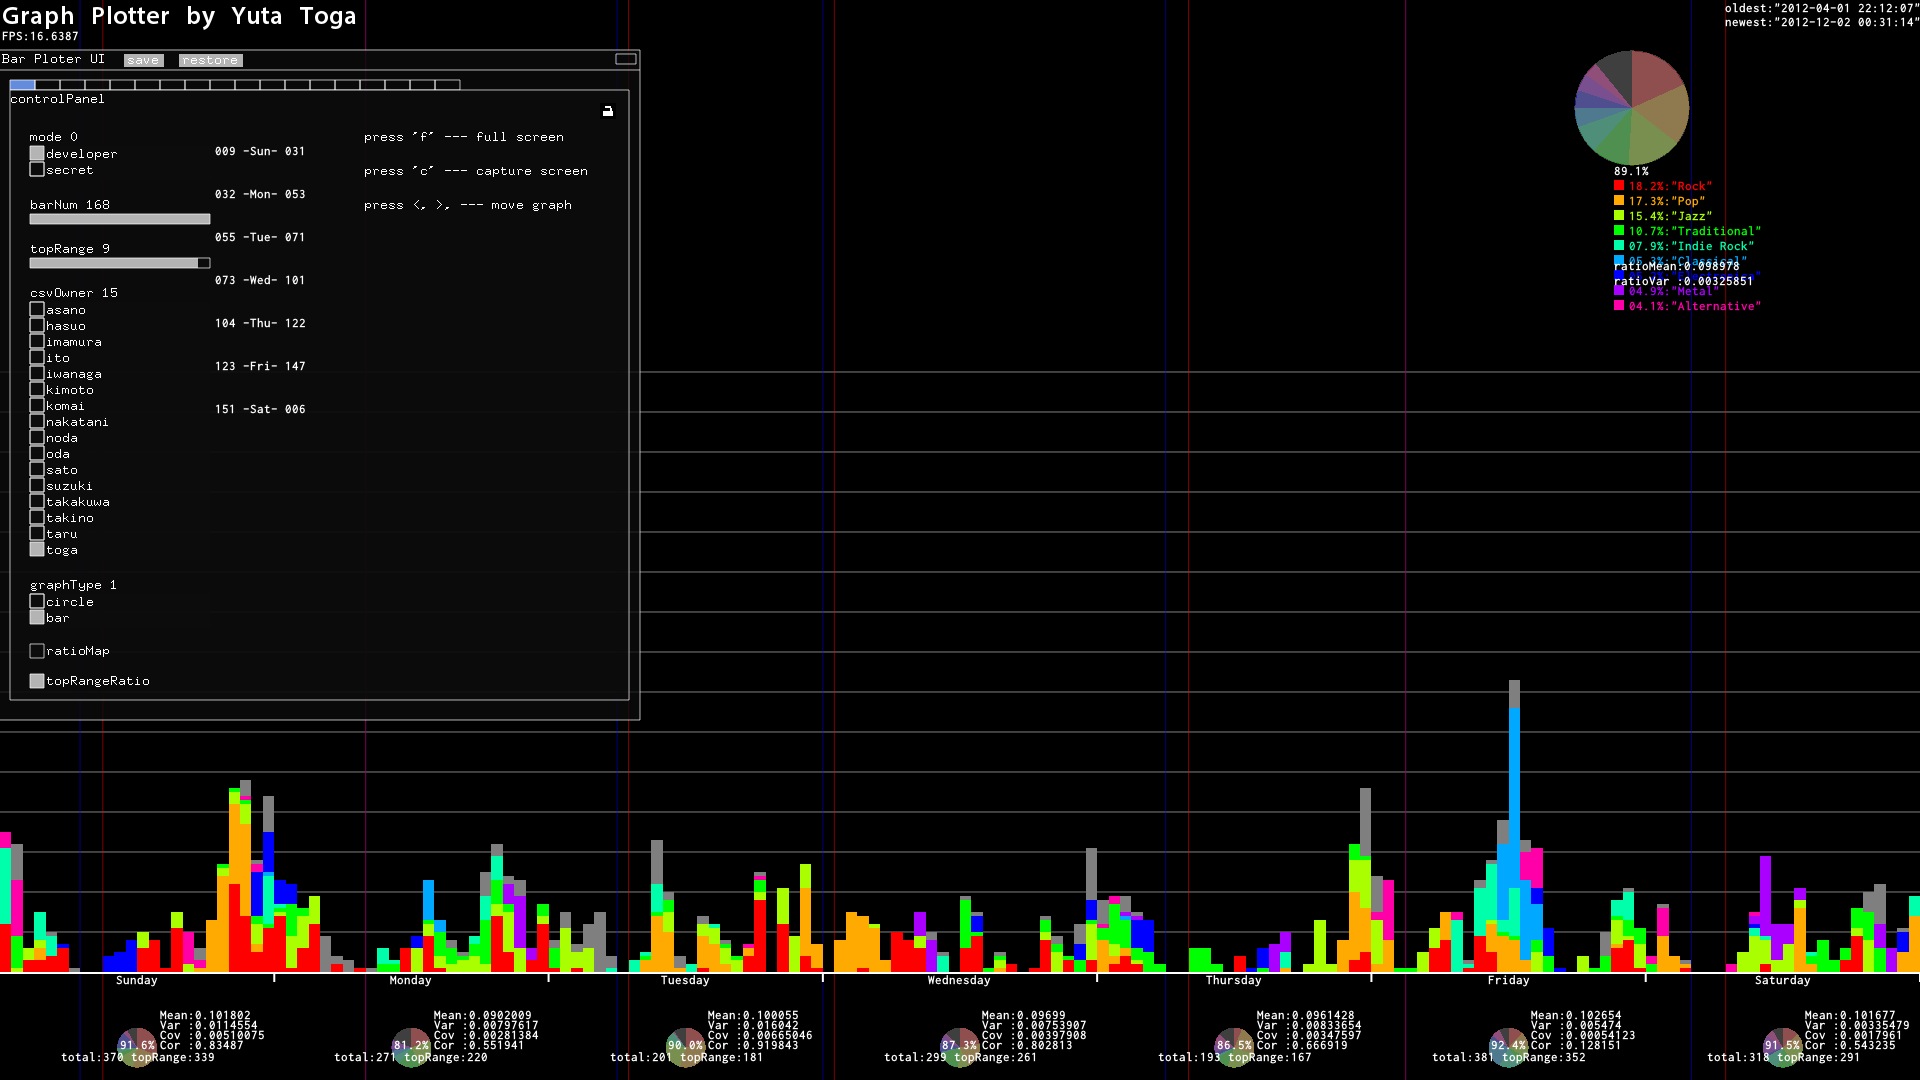 Graph Plotter by Yuta Toga
FPS:16.6387
oldest:"2012-04-01 22:12:07"
newest:"2012-12-02 00:31:14"
Bar Ploter UI save restore
controlPanel
mode 0
developer
secret
barNum 168
topRange 9
csvOwner 15
asano
hasuo
imamura
ito
iwanaga
kimoto
komai
nakatani
noda
oda
sato
suzuki
takakuwa
takino
taru
toga
graphType 1
circle
bar
ratioMap
topRangeRatio
009 -Sun- 031
032 -Mon- 053
055 -Tue- 071
073 -Wed- 101
104 -Thu- 122
123 -Fri- 147
151 -Sat- 006
press 'f' --- full screen
press 'c' --- capture screen
press <, >, --- move graph
89.1%
18.2%:"Rock"
17.3%:"Pop"
15.4%:"Jazz"
10.7%:"Traditional"
07.9%:"Indie Rock"
05.3%:"Classical"
ratioMean:0.098978
ratioVar :0.00325851
04.9%:"Metal"
04.1%:"Alternative"
Sunday
Monday
Tuesday
Wednesday
Thursday
Friday
Saturday
Mean:0.101802
Var :0.0114554
Cov :0.00510075
Cor :0.83487
91.6%
total:370 topRange:339
Mean:0.0902009
Var :0.00797617
Cov :0.00281384
Cor :0.551941
81.2%
total:271 topRange:220
Mean:0.100055
Var :0.016042
Cov :0.00665046
Cor :0.919843
90.0%
total:201 topRange:181
Mean:0.09699
Var :0.00753907
Cov :0.00397908
Cor :0.802813
87.3%
total:299 topRange:261
Mean:0.0961428
Var :0.00833654
Cov :0.00347597
Cor :0.666919
86.5%
total:193 topRange:167
Mean:0.102654
Var :0.005474
Cov :0.00054123
Cor :0.128151
92.4%
total:381 topRange:352
Mean:0.101677
Var :0.00335479
Cov :0.0017961
Cor :0.543235
91.5%
total:318 topRange:291